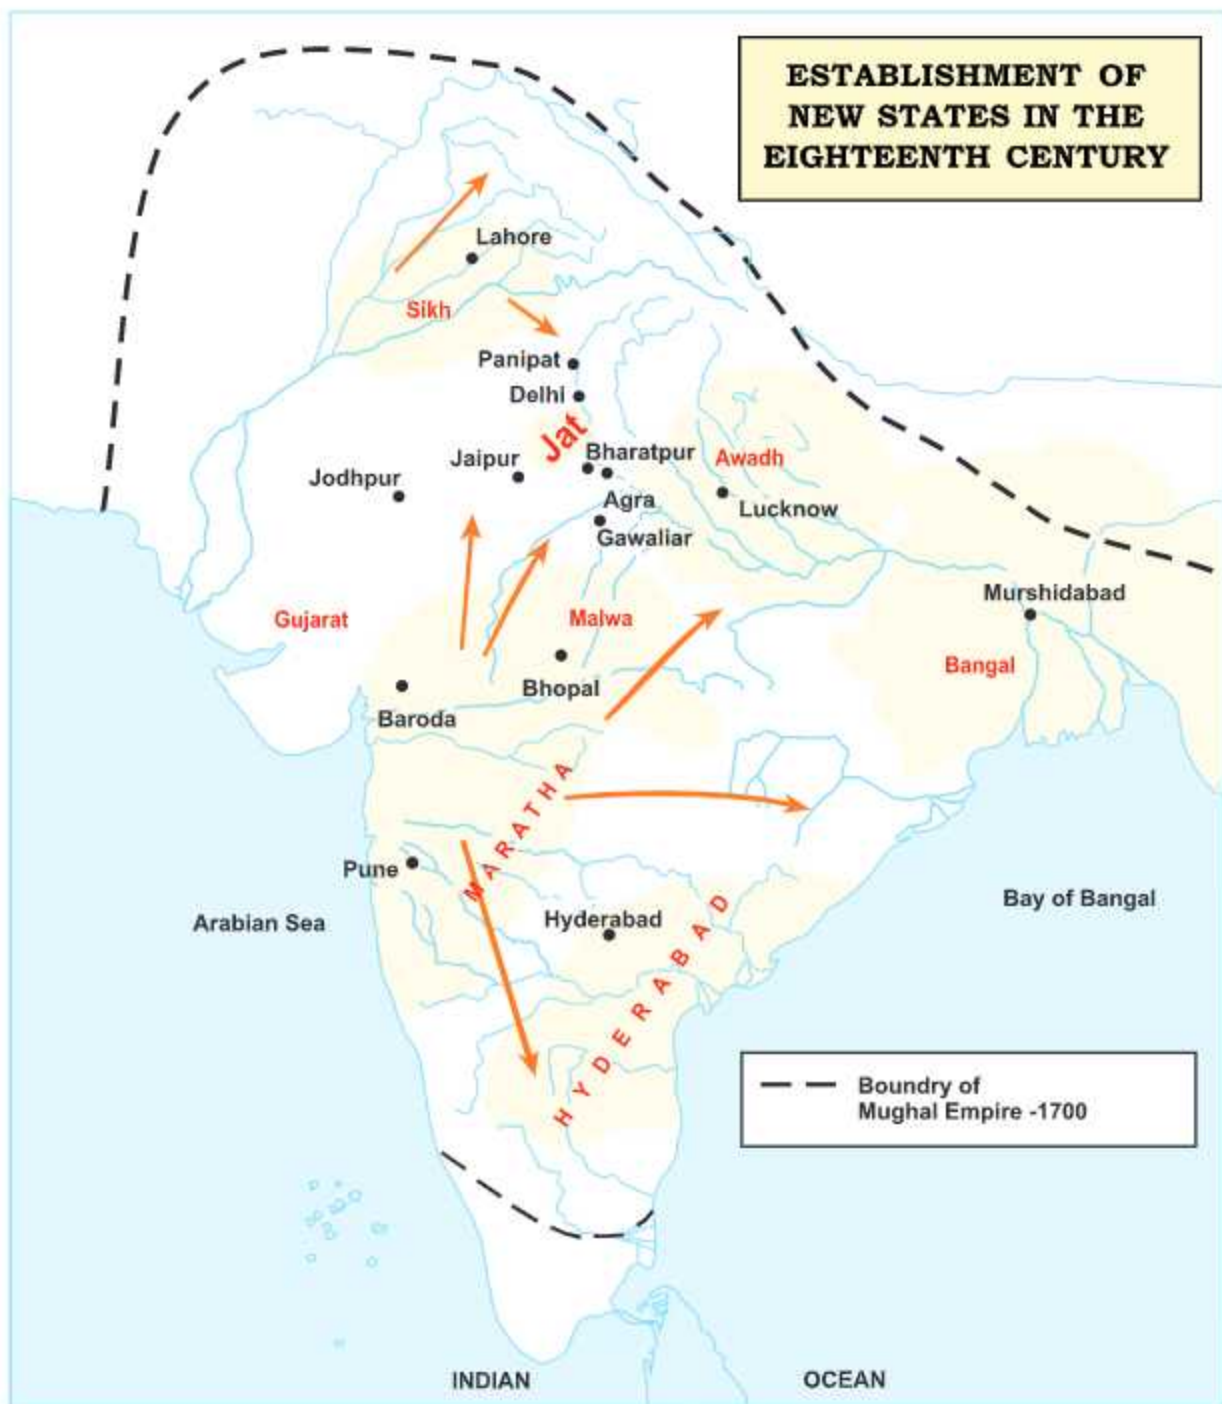 ESTABLISHMENT OF
NEW STATES IN THE
EIGHTEENTH CENTURY
Lahore
Sikh
Panipat
Delhi
Jat
Bharatpur
Jaipur
Awadh
Jodhpur
Agra
Lucknow
Gawaliar
Murshidabad
Gujarat
Malwa
Bangal
Bhopal
Baroda
MARATHA
Pune
Hyderabad
HYDERABAD
Arabian Sea
Bay of Bangal
Boundry of
Mughal Empire -1700
INDIAN OCEAN